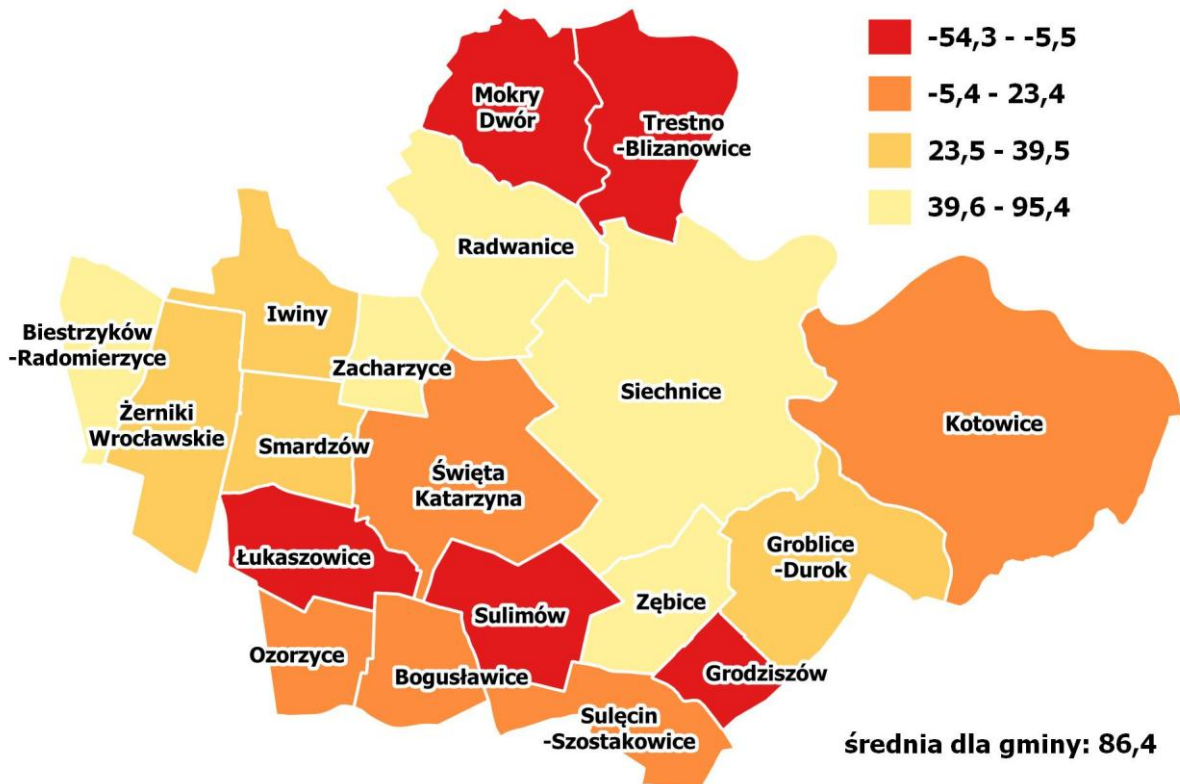 -54,3 - -5,5
-5,4 - 23,4
23,5 - 39,5
39,6 - 95,4
Mokry
Dwór
Trestno
-Blizanowice
Radwanice
Iwiny
Biestrzyków
-Radomierzyce
Zacharzyce
Siechnice
Kotowice
Żerniki
Wrocławskie
Smardzów
Święta
Katarzyna
Łukaszowice
Groblice
-Durok
Zębice
Sulimów
Ozorzyce
Bogusławice
Grodziszów
Sulęcin
-Szostakowice
średnia dla gminy: 86,4